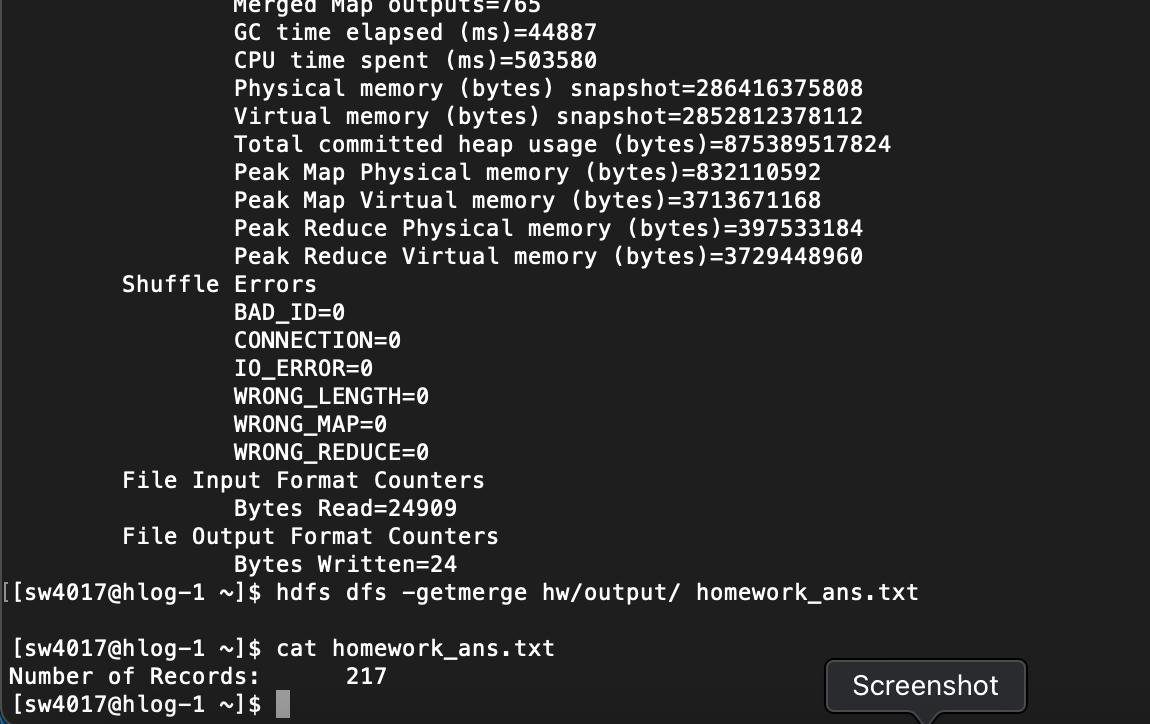 Merged Map outputs=765
GC time elapsed (ms)=44887
CPU time spent (ms)=503580
Physical memory (bytes) snapshot=286416375808
Virtual memory (bytes) snapshot=2852812378112
Total committed heap usage (bytes)=875389517824
Peak Map Physical memory (bytes)=832110592
Peak Map Virtual memory (bytes)=3713671168
Peak Reduce Physical memory (bytes)=397533184
Peak Reduce Virtual memory (bytes)=3729448960
Shuffle Errors
BAD_ID=0
CONNECTION=0
IO_ERROR=0
WRONG_LENGTH=0
WRONG_MAP=0
WRONG_REDUCE=0
File Input Format Counters
Bytes Read=24909
File Output Format Counters
Bytes Written=24
[[sw4017@hlog-1 ~]$ hdfs dfs -getmerge hw/output/ homework_ans.txt
[sw4017@hlog-1 ~]$ cat homework_ans.txt
Number of Records:      217
[sw4017@hlog-1 ~]$
Screenshot